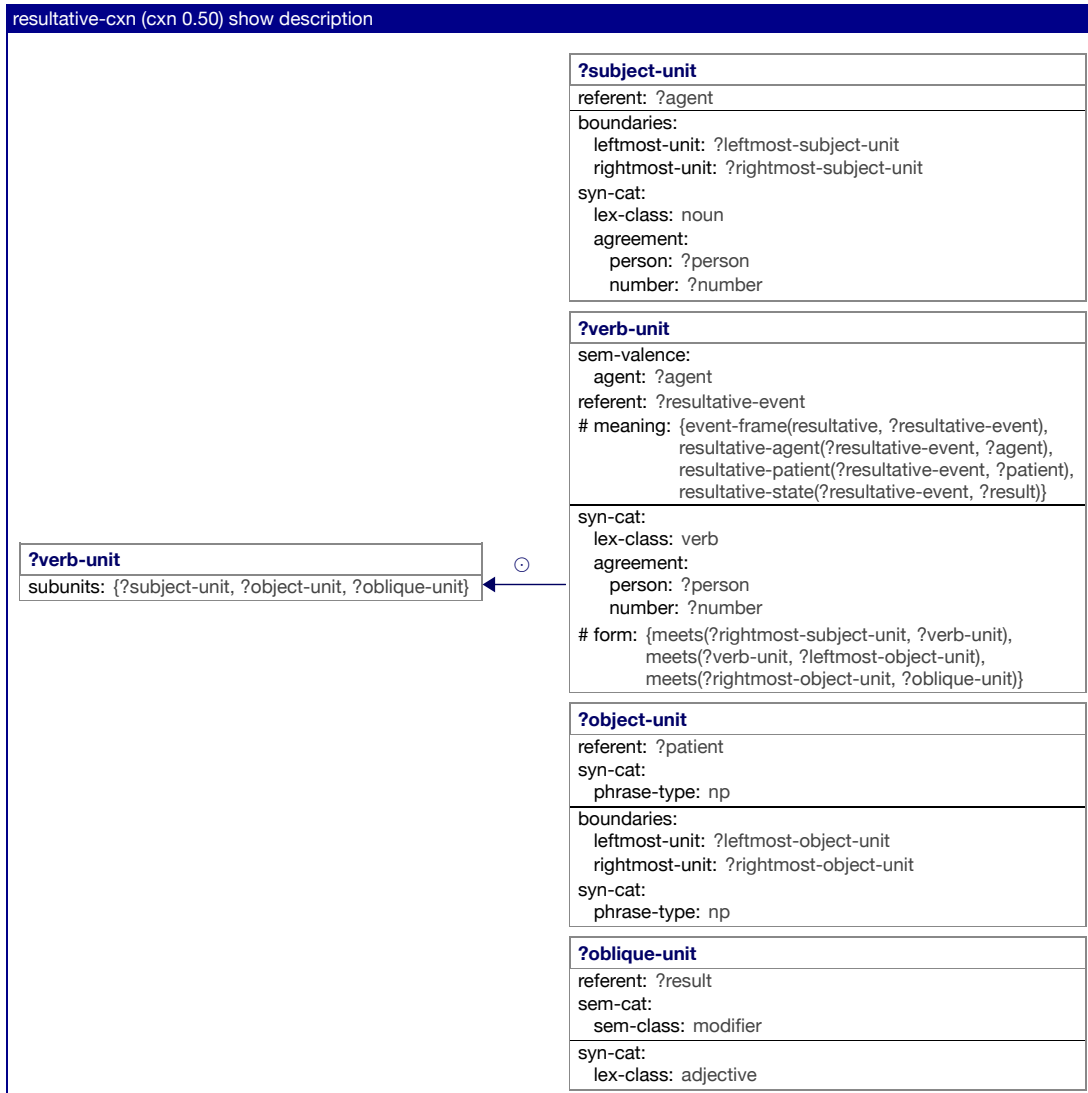 resultative-cxn (cxn 0.50) show description
?subject-unit
referent: ?agent
boundaries:
leftmost-unit: ?leftmost-subject-unit
rightmost-unit: ?rightmost-subject-unit
syn-cat:
lex-class: noun
agreement:
person: ?person
number: ?number
?verb-unit
sem-valence:
agent: ?agent
referent: ?resultative-event
# meaning: {event-frame(resultative, ?resultative-event),
resultative-agent(?resultative-event, ?agent),
resultative-patient(?resultative-event, ?patient),
resultative-state(?resultative-event, ?result)}
syn-cat:
lex-class: verb
agreement:
person: ?person
number: ?number
# form: {meets(?rightmost-subject-unit, ?verb-unit),
meets(?verb-unit, ?leftmost-object-unit),
meets(?rightmost-object-unit, ?oblique-unit)}
?verb-unit
subunits: {?subject-unit, ?object-unit, ?oblique-unit}
?object-unit
referent: ?patient
syn-cat:
phrase-type: np
boundaries:
leftmost-unit: ?leftmost-object-unit
rightmost-unit: ?rightmost-object-unit
syn-cat:
phrase-type: np
?oblique-unit
referent: ?result
sem-cat:
sem-class: modifier
syn-cat:
lex-class: adjective